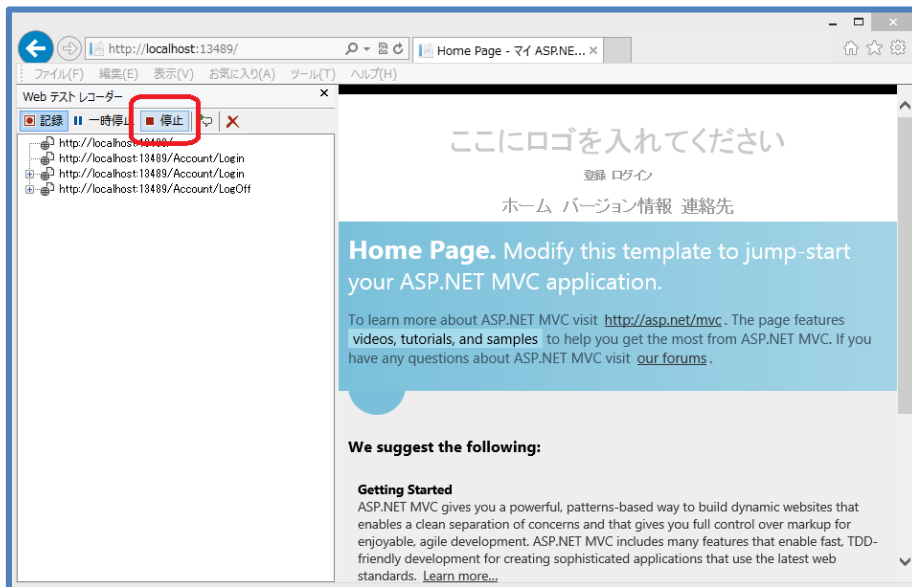 http://localhost:13489/
Home Page - マイ ASP.NE...
ファイル(F) 編集(E) 表示(V) お気に入り(A) ツール(T) ヘルプ(H)
Web テスト レコーダー
記録 一時停止 停止
http://localhost:13489/
http://localhost:13489/Account/Login
http://localhost:13489/Account/Login
http://localhost:13489/Account/LogOff
ここにロゴを入れてください
登録 ログイン
ホーム バージョン情報 連絡先
Home Page. Modify this template to jump-start
your ASP.NET MVC application.
To learn more about ASP.NET MVC visit http://asp.net/mvc . The page features
videos, tutorials, and samples to help you get the most from ASP.NET MVC. If you
have any questions about ASP.NET MVC visit our forums .
We suggest the following:
Getting Started
ASP.NET MVC gives you a powerful, patterns-based way to build dynamic websites that
enables a clean separation of concerns and that gives you full control over markup for
enjoyable, agile development. ASP.NET MVC includes many features that enable fast, TDD-
friendly development for creating sophisticated applications that use the latest web
standards. Learn more...